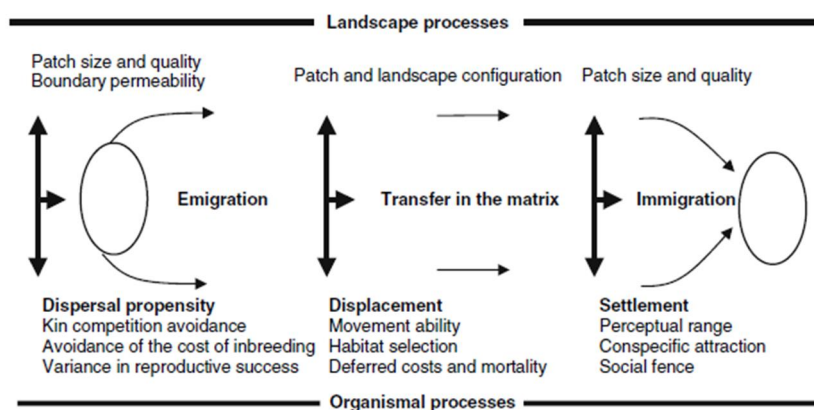 Landscape processes
Patch size and quality
Boundary permeability
Patch and landscape configuration
Patch size and quality
Emigration
Transfer in the matrix
Immigration
Dispersal propensity
Kin competition avoidance
Avoidance of the cost of inbreeding
Variance in reproductive success
Displacement
Movement ability
Habitat selection
Deferred costs and mortality
Settlement
Perceptual range
Conspecific attraction
Social fence
Organismal processes